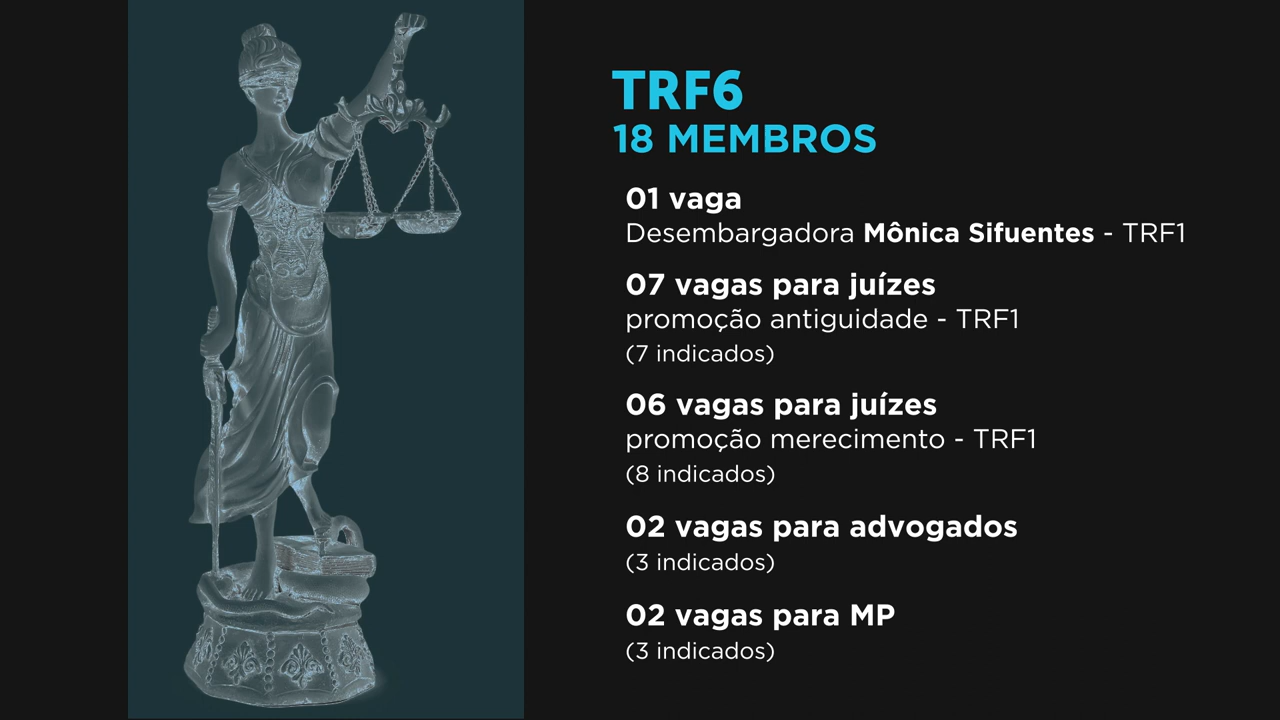 TRF6
18 MEMBROS
01 vaga
Desembargadora Mônica Sifuentes - TRF1
07 vagas para juízes
promoção antiguidade - TRF1
(7 indicados)
06 vagas para juízes
promoção merecimento - TRF1
(8 indicados)
02 vagas para advogados
(3 indicados)
02 vagas para MP
(3 indicados)